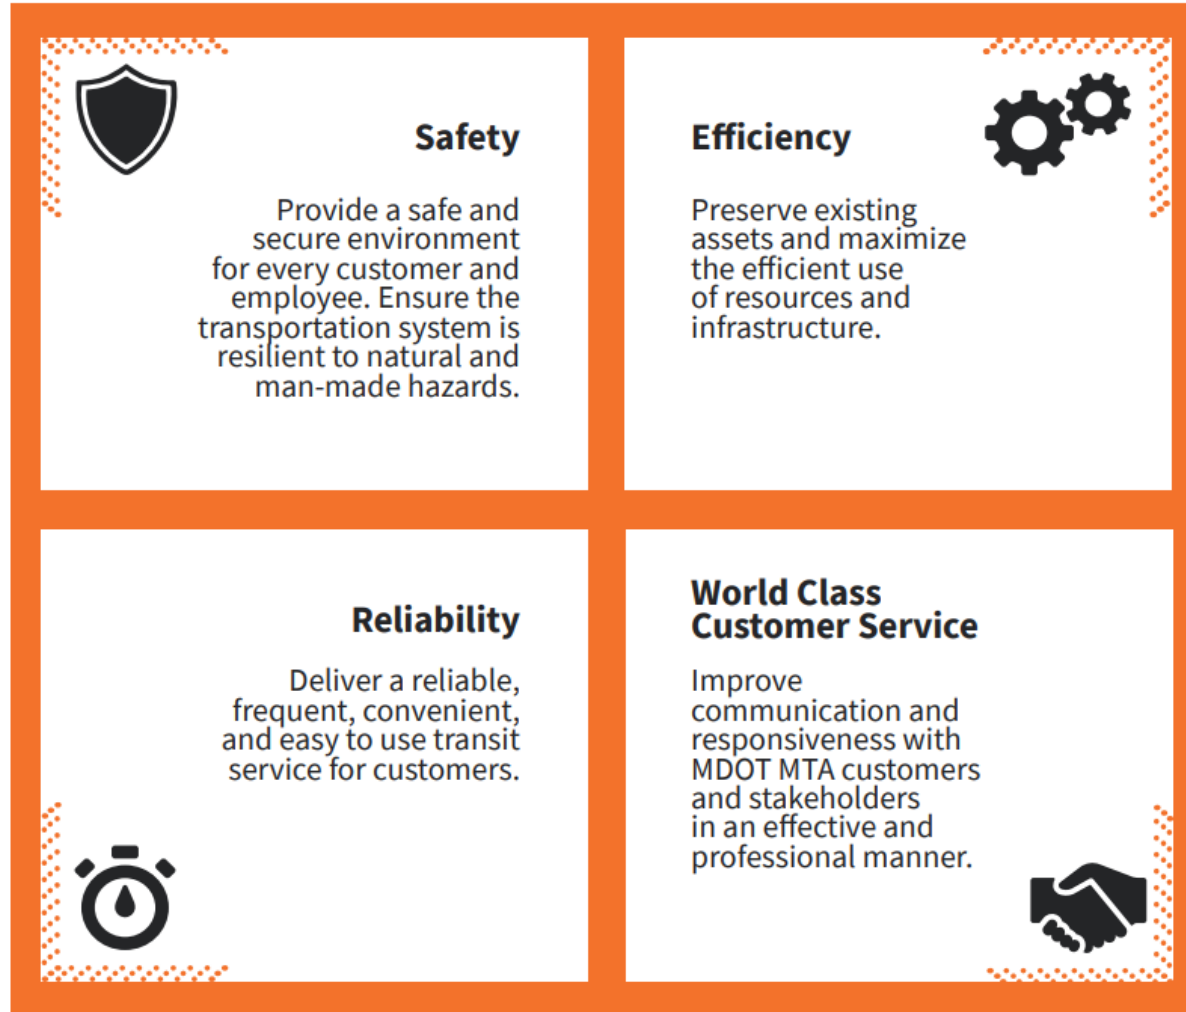 Safety
Provide a safe and
secure environment
for every customer and
employee. Ensure the
transportation system is
resilient to natural and
man-made hazards.
Efficiency
Preserve existing
assets and maximize
the efficient use
of resources and
infrastructure.
Reliability
Deliver a reliable,
frequent, convenient,
and easy to use transit
service for customers.
World Class
Customer Service
Improve
communication and
responsiveness with
MDOT MTA customers
and stakeholders
in an effective and
professional manner.